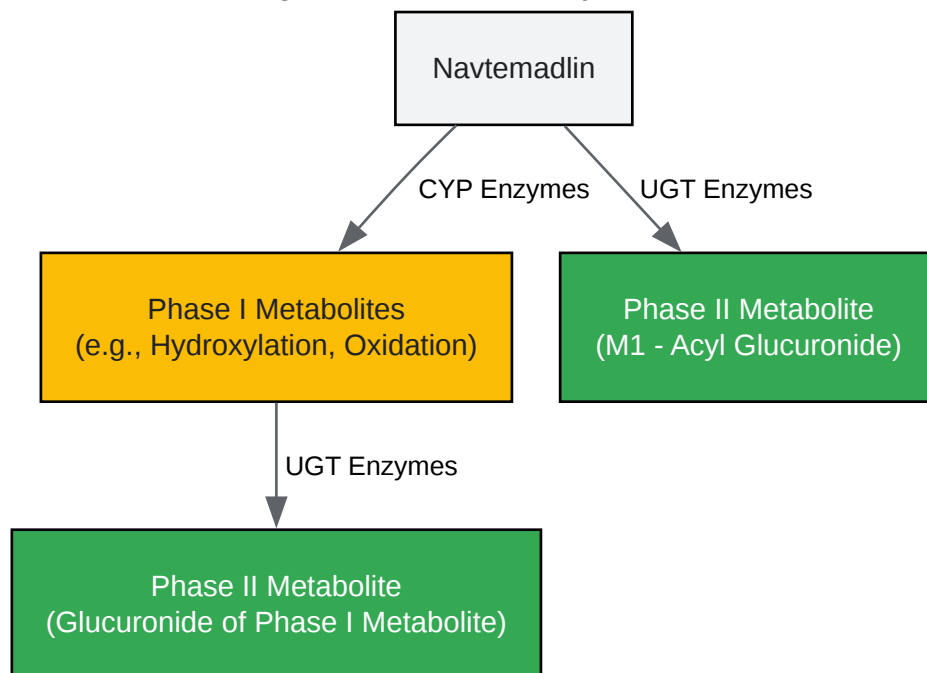 Navtemadlin
CYP Enzymes
UGT Enzymes
Phase I Metabolites
(e.g., Hydroxylation, Oxidation)
Phase II Metabolite
(M1 - Acyl Glucuronide)
UGT Enzymes
Phase II Metabolite
(Glucuronide of Phase I Metabolite)